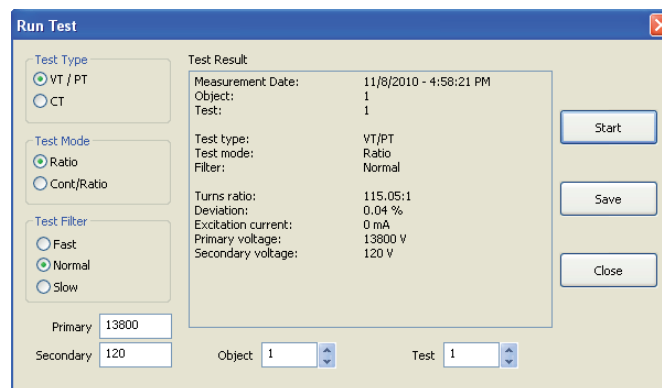 Run Test
Test Type
VT / PT
CT
Test Mode
Ratio
Cont/Ratio
Test Filter
Fast
Normal
Slow
Primary 13800
Secondary 120
Test Result
Measurement Date: 11/8/2010 - 4:58:21 PM
Object: 1
Test: 1
Test type: VT/PT
Test mode: Ratio
Filter: Normal
Turns ratio: 115.05:1
Deviation: 0.04 %
Excitation current: 0 mA
Primary voltage: 13800 V
Secondary voltage: 120 V
Object 1
Test 1
Start
Save
Close